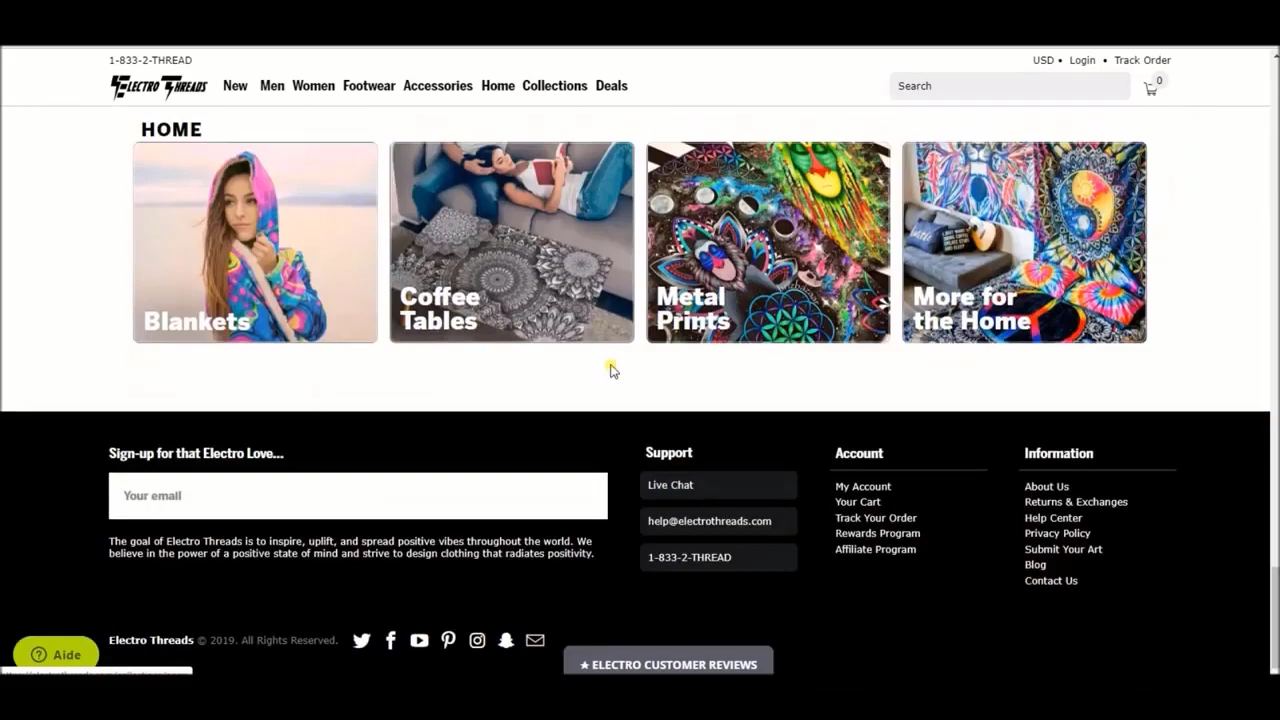 1-833-2-THREAD
USD • Login • Track Order
ELECTRO THREADS
New Men Women Footwear Accessories Home Collections Deals
Search
0
HOME
Blankets
Coffee
Tables
Metal
Prints
More for
the Home
Sign-up for that Electro Love...
Your email
The goal of Electro Threads is to inspire, uplift, and spread positive vibes throughout the world. We
believe in the power of a positive state of mind and strive to design clothing that radiates positivity.
Support
Live Chat
help@electrothreads.com
1-833-2-THREAD
Account
My Account
Your Cart
Track Your Order
Rewards Program
Affiliate Program
Information
About Us
Returns & Exchanges
Help Center
Privacy Policy
Submit Your Art
Blog
Contact Us
Electro Threads © 2019. All Rights Reserved.
Aide
★ ELECTRO CUSTOMER REVIEWS